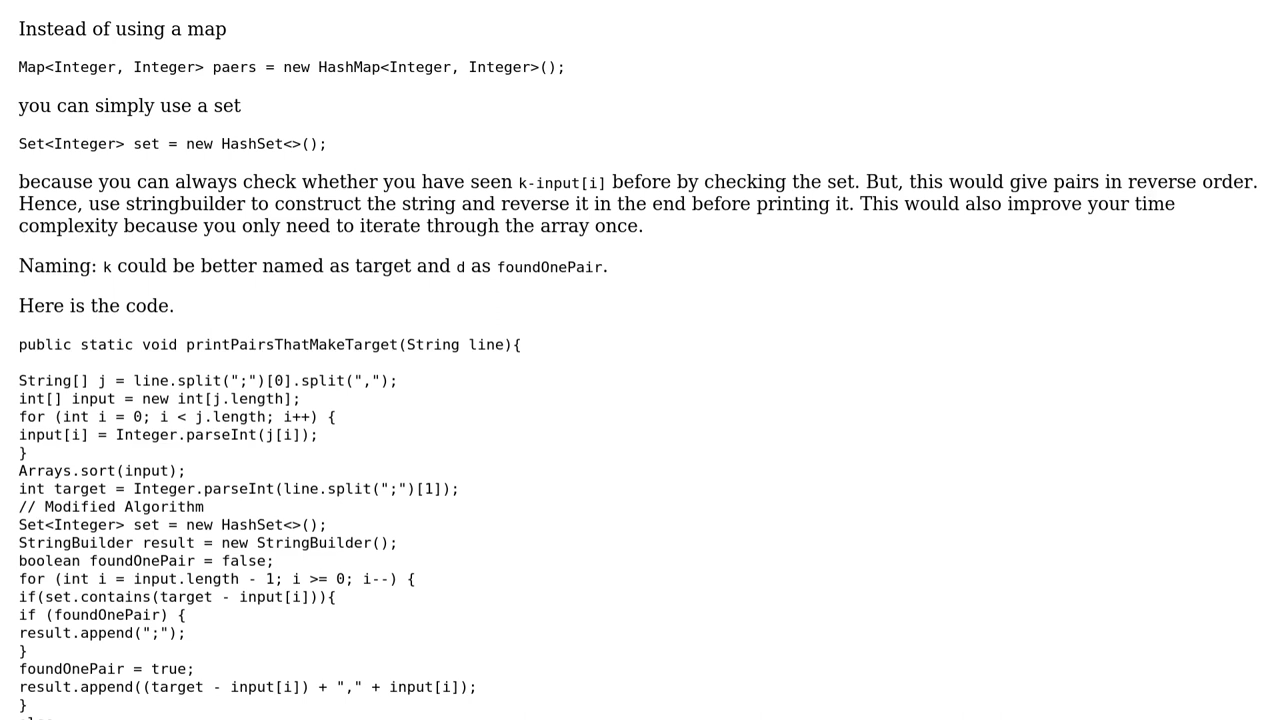 Instead of using a map
Map<Integer, Integer> paers = new HashMap<Integer, Integer>();
you can simply use a set
Set<Integer> set = new HashSet<>();
because you can always check whether you have seen k-input[i] before by checking the set. But, this would give pairs in reverse order.
Hence, use stringbuilder to construct the string and reverse it in the end before printing it. This would also improve your time
complexity because you only need to iterate through the array once.
Naming: k could be better named as target and d as foundOnePair.
Here is the code.
public static void printPairsThatMakeTarget(String line){
String[] j = line.split(";")[0].split(",");
int[] input = new int[j.length];
for (int i = 0; i < j.length; i++) {
input[i] = Integer.parseInt(j[i]);
}
Arrays.sort(input);
int target = Integer.parseInt(line.split(";")[1]);
// Modified Algorithm
Set<Integer> set = new HashSet<>();
StringBuilder result = new StringBuilder();
boolean foundOnePair = false;
for (int i = input.length - 1; i >= 0; i--) {
if(set.contains(target - input[i])){
if (foundOnePair) {
result.append(";");
}
foundOnePair = true;
result.append((target - input[i]) + "," + input[i]);
}